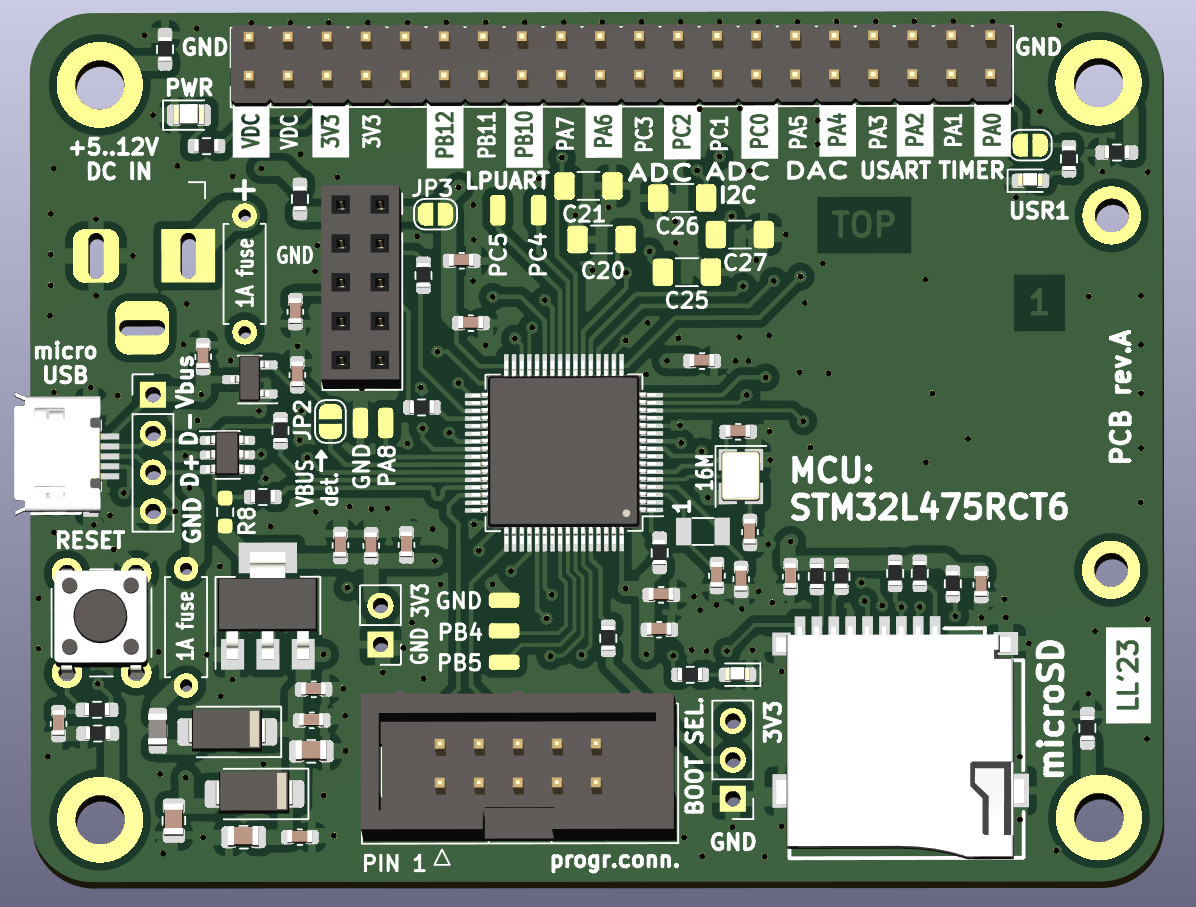 GND
GND
PWR
+5..12V
DC IN
VDC
VDC
3V3
3V3
PB12
PB11
PB10
PA7
PA6
PC3
PC2
PC1
PC0
PA5
PA4
PA3
PA2
PA1
PA0
LPUART
ADC
ADC
DAC
USART
TIMER
I2C
USR1
JP3
PC5
PC4
C21
C26
C20
C27
C25
TOP
1
+
1A fuse
GND
micro
USB
Vbus
D-
D+
GND
R8
JP2
VBUS
det.
GND
PA8
16M
1
MCU:
STM32L475RCT6
PCB rev.A
RESET
1A fuse
3V3
GND
GND
PB4
PB5
BOOT SEL.
3V3
GND
microSD
LL'23
PIN 1
progr.conn.